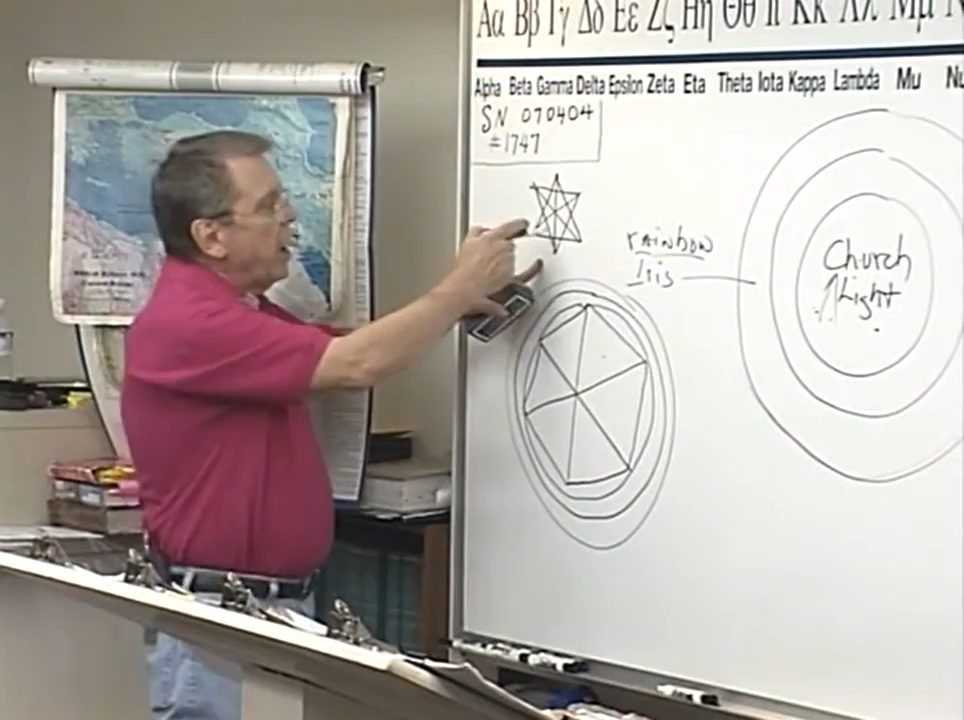 Αα Ββ Γγ Δδ Εε Ζζ Ηη Θθ Ιι Κκ Λλ Μμ
Alpha Beta Gamma Delta Epsilon Zeta Eta Theta Iota Kappa Lambda Mu Nu
SN 070404
#1747
rainbow
Iris
Church
Light